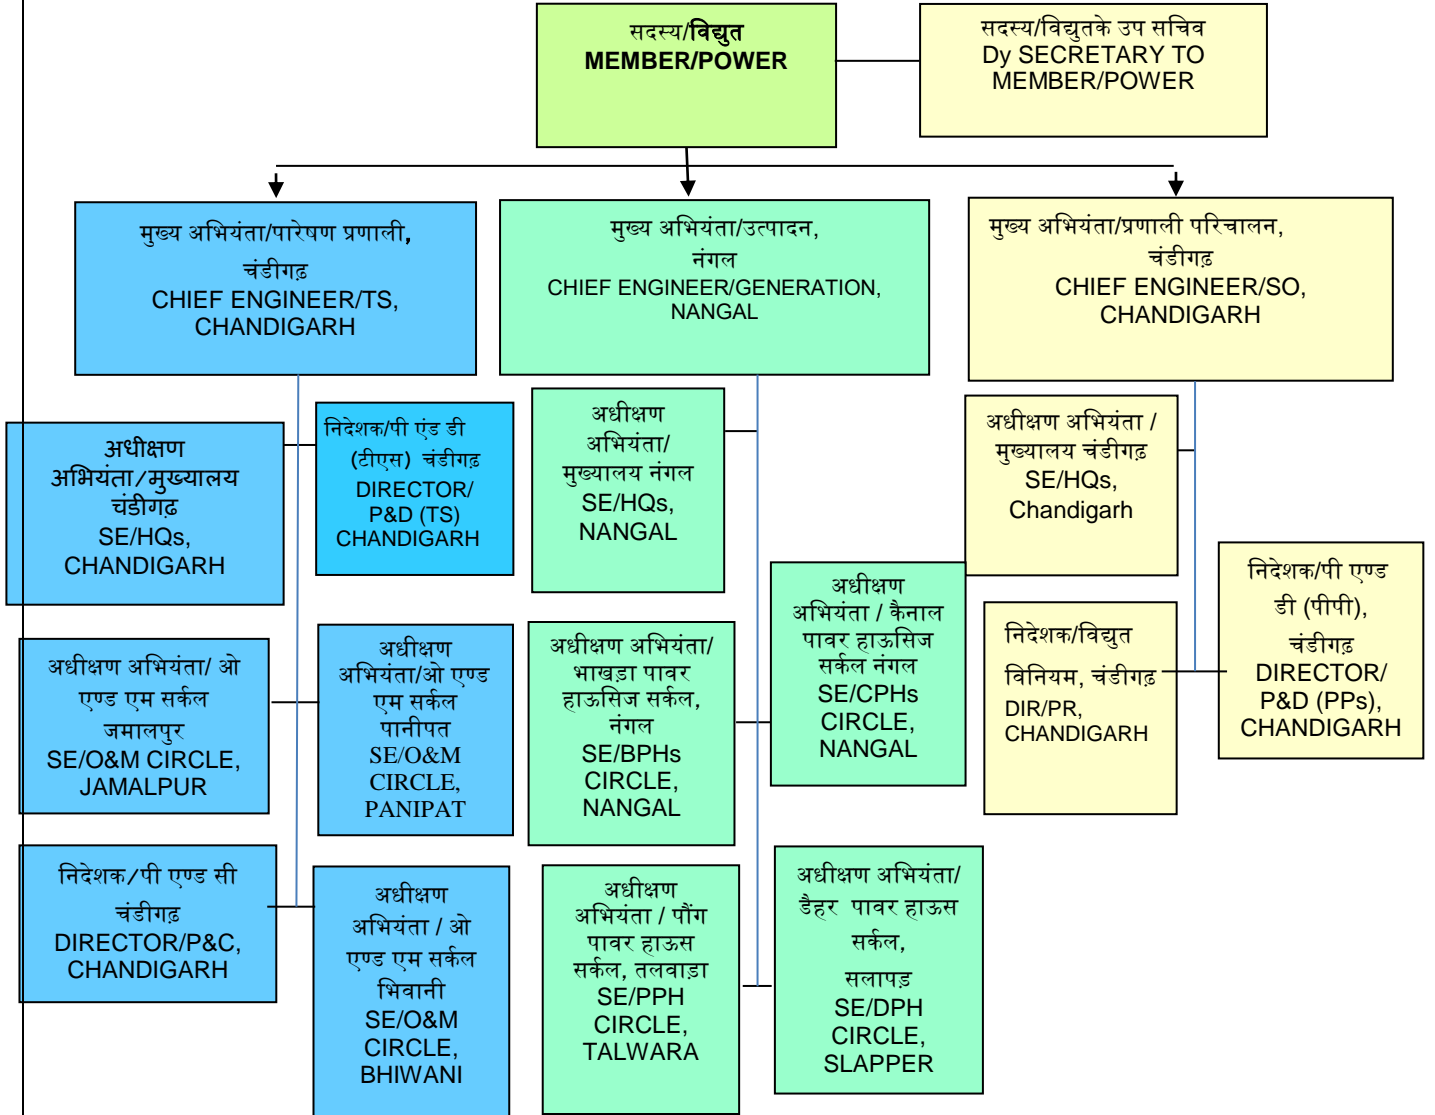 सदस्य/विद्युत
MEMBER/POWER
सदस्य/विद्युतके उप सचिव
Dy SECRETARY TO
MEMBER/POWER
मुख्य अभियंता/पारेषण प्रणाली,
चंडीगढ़
CHIEF ENGINEER/TS,
CHANDIGARH
मुख्य अभियंता/उत्पादन,
नंगल
CHIEF ENGINEER/GENERATION,
NANGAL
मुख्य अभियंता/प्रणाली परिचालन,
चंडीगढ़
CHIEF ENGINEER/SO,
CHANDIGARH
अधीक्षण
अभियंता/मुख्यालय
चंडीगढ़
SE/HQs,
CHANDIGARH
निदेशक/पी एंड डी
(टीएस) चंडीगढ़
DIRECTOR/
P&D (TS)
CHANDIGARH
अधीक्षण
अभियंता/
मुख्यालय नंगल
SE/HQs,
NANGAL
अधीक्षण अभियंता /
मुख्यालय चंडीगढ़
SE/HQs,
Chandigarh
अधीक्षण अभियंता/ ओ
एण्ड एम सर्कल
जमालपुर
SE/O&M CIRCLE,
JAMALPUR
अधीक्षण
अभियंता/ओ एण्ड
एम सर्कल
पानीपत
SE/O&M
CIRCLE,
PANIPAT
अधीक्षण अभियंता/
भाखड़ा पावर
हाऊसिज सर्कल,
नंगल
SE/BPHs
CIRCLE,
NANGAL
अधीक्षण
अभियंता / कैनाल
पावर हाऊसिज
सर्कल नंगल
SE/CPHs
CIRCLE,
NANGAL
निदेशक/विद्युत
विनियम, चंडीगढ़
DIR/PR,
CHANDIGARH
निदेशक/पी एण्ड
डी (पीपी),
चंडीगढ़
DIRECTOR/
P&D (PPs),
CHANDIGARH
निदेशक/पी एण्ड सी
चंडीगढ़
DIRECTOR/P&C,
CHANDIGARH
अधीक्षण
अभियंता / ओ
एण्ड एम सर्कल
भिवानी
SE/O&M
CIRCLE,
BHIWANI
अधीक्षण
अभियंता / पौंग
पावर हाऊस
सर्कल, तलवाड़ा
SE/PPH
CIRCLE,
TALWARA
अधीक्षण अभियंता/
डैहर पावर हाऊस
सर्कल,
सलापड़
SE/DPH
CIRCLE,
SLAPPER